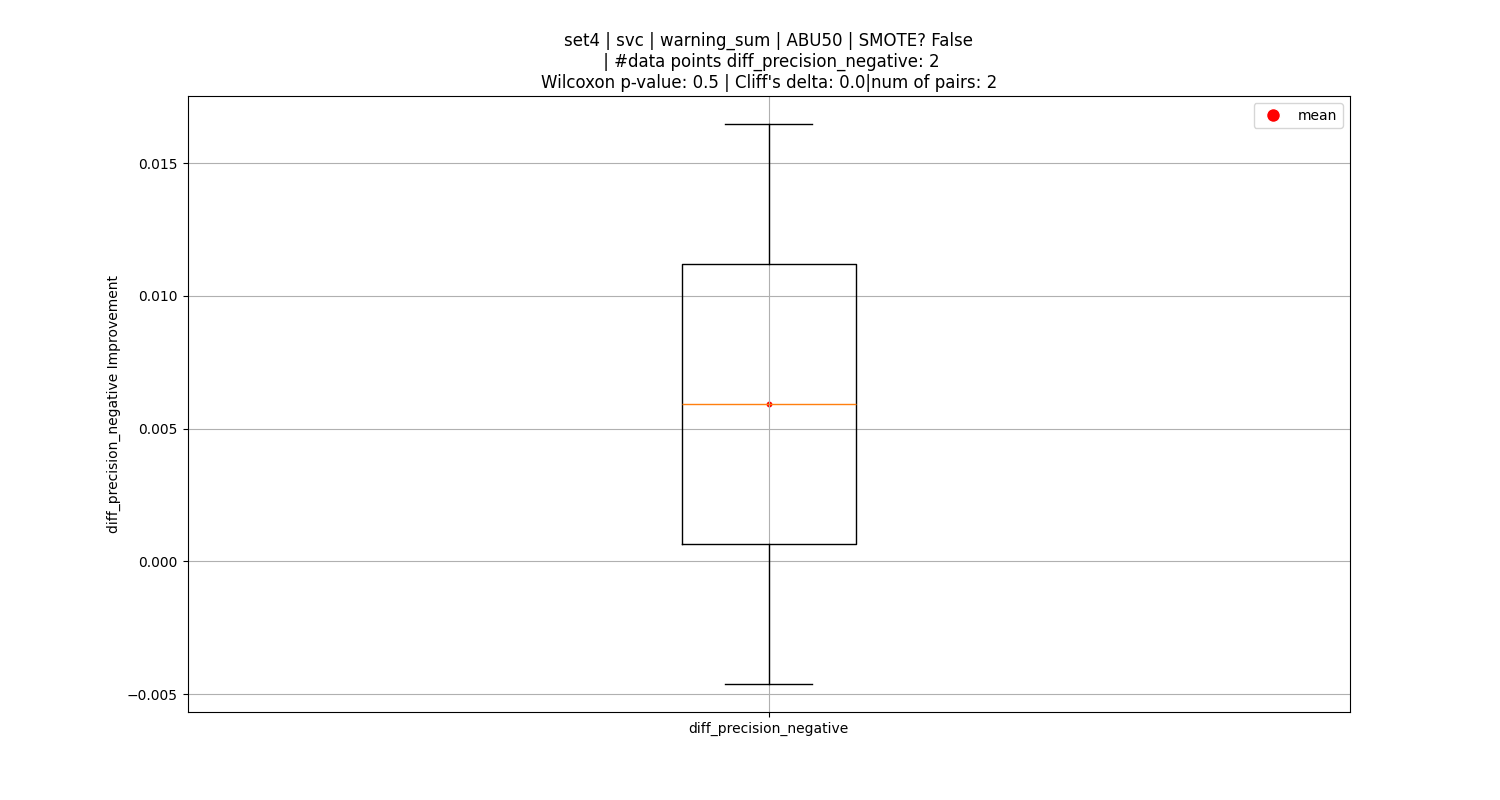 set4 | svc | warning_sum | ABU50 | SMOTE? False
| #data points diff_precision_negative: 2
Wilcoxon p-value: 0.5 | Cliff's delta: 0.0|num of pairs: 2
mean
0.015
0.010
0.005
0.000
−0.005
diff_precision_negative Improvement
diff_precision_negative